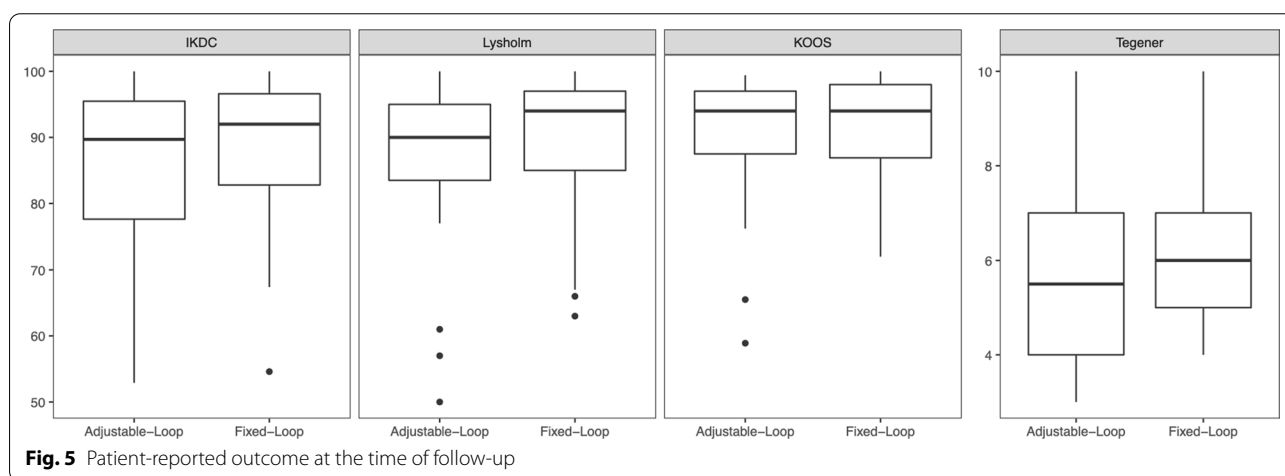 IKDC
Lysholm
KOOS
Tegener
100
90
80
70
60
50
10
8
6
4
Adjustable−Loop Fixed−Loop Adjustable−Loop Fixed−Loop Adjustable−Loop Fixed−Loop Adjustable−Loop Fixed−Loop
Fig. 5 Patient-reported outcome at the time of follow-up